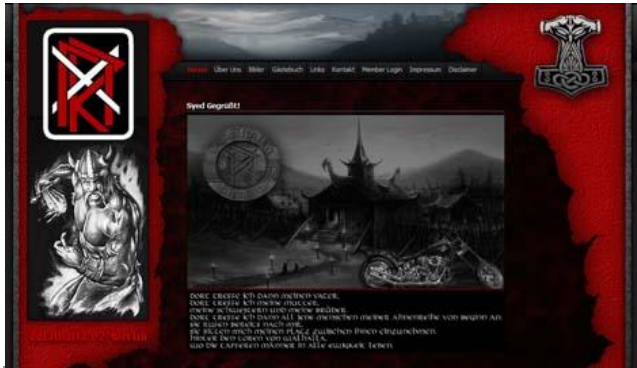 Home Über Uns Bilder Gästebuch Links Kontakt Member Login Impressum Disclaimer
Syed Gegrüßt!
Dort treffe ich dann meinen Vater.
Dort treffe ich meine Mutter,
meine Schwestern und meine Brüder.
Dort treffe ich dann all jene Menschen meiner Ahnenreihe von Beginn an.
Sie rufen bereits nach mir.
Sie bitten mich meinen Platz zwischen ihnen einzunehmen.
Hinter den Toren von Walhalla,
wo die tapferen Männer in alle Ewigkeit leben.